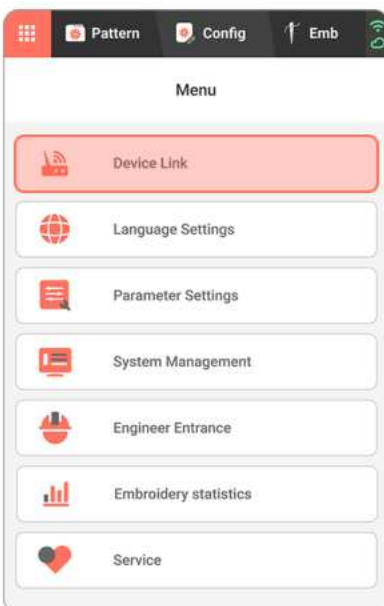 Pattern Config Emb
Menu
Device Link
Language Settings
Parameter Settings
System Management
Engineer Entrance
Embroidery statistics
Service